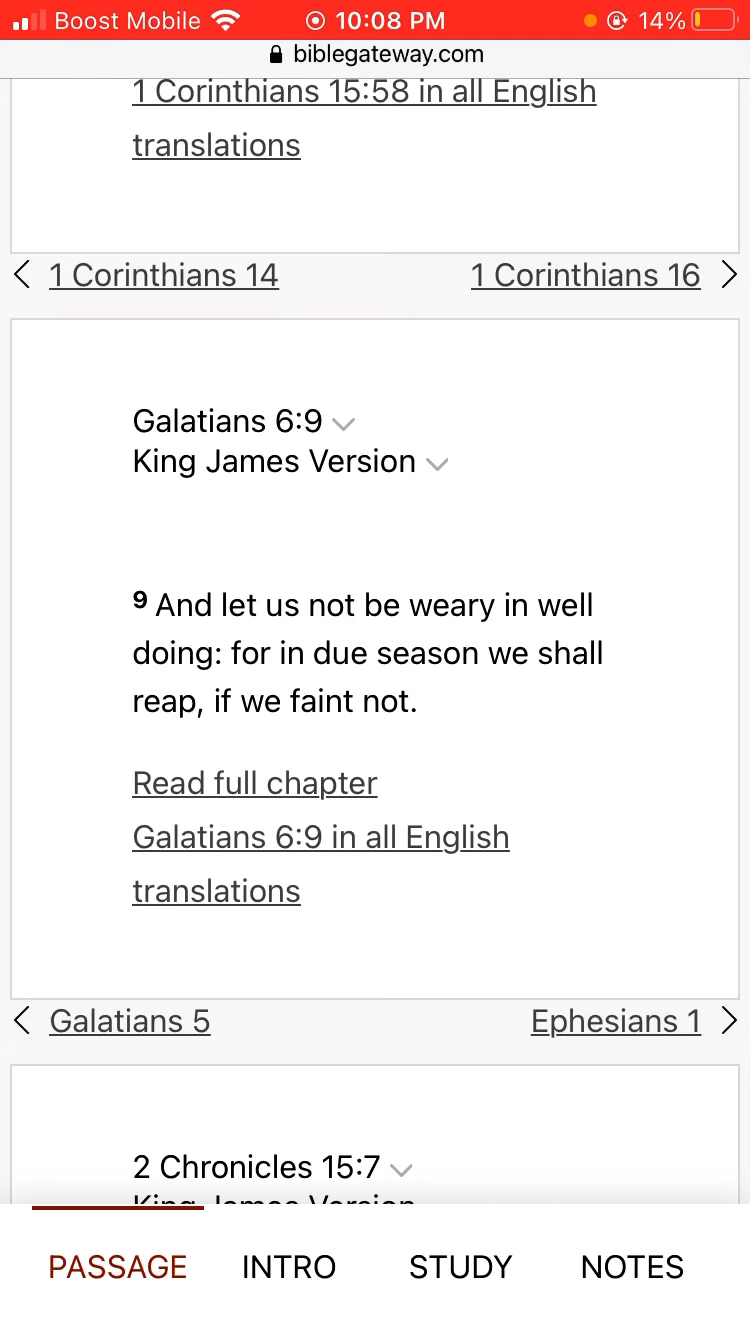 Boost Mobile 10:08 PM 14%
biblegateway.com
1 Corinthians 15:58 in all English
translations
1 Corinthians 14 1 Corinthians 16
Galatians 6:9
King James Version
9 And let us not be weary in well
doing: for in due season we shall
reap, if we faint not.
Read full chapter
Galatians 6:9 in all English
translations
Galatians 5 Ephesians 1
2 Chronicles 15:7
King James Version
PASSAGE INTRO STUDY NOTES